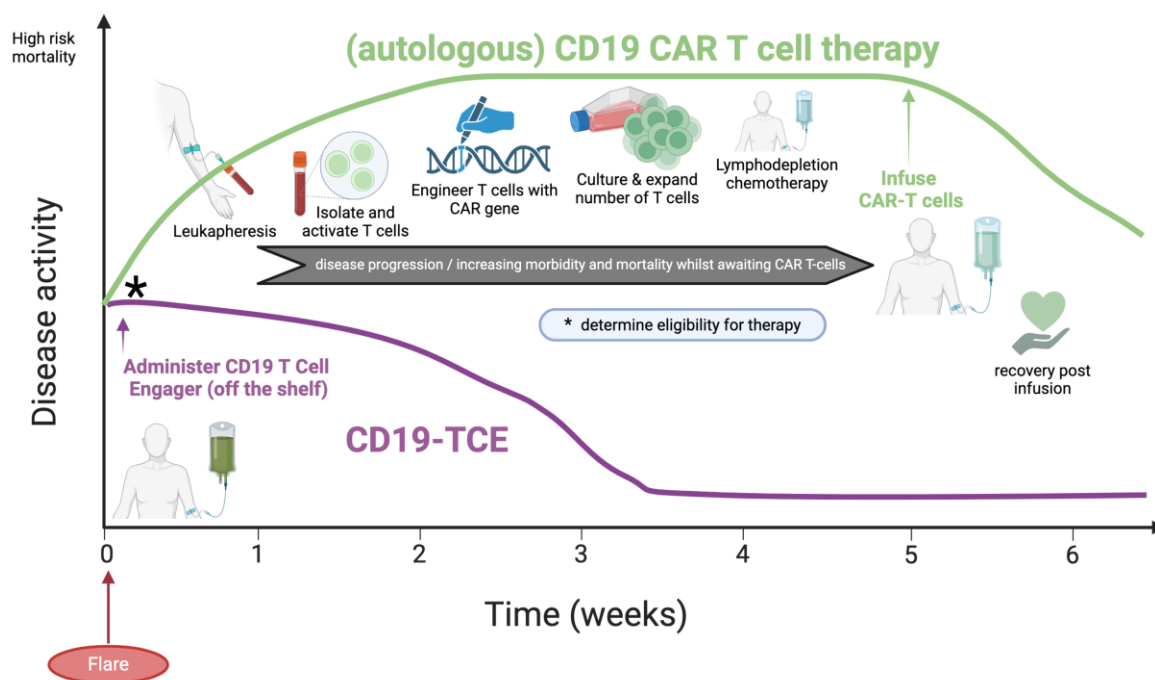 High risk
mortality
(autologous) CD19 CAR T cell therapy
Leukapheresis
Isolate and
activate T cells
Engineer T cells with
CAR gene
Culture & expand
number of T cells
Lymphodepletion
chemotherapy
Infuse
CAR-T cells
disease progression / increasing morbidity and mortality whilst awaiting CAR T-cells
*
* determine eligibility for therapy
Administer CD19 T Cell
Engager (off the shelf)
CD19-TCE
recovery post
infusion
Disease activity
0 1 2 3 4 5 6
Time (weeks)
Flare